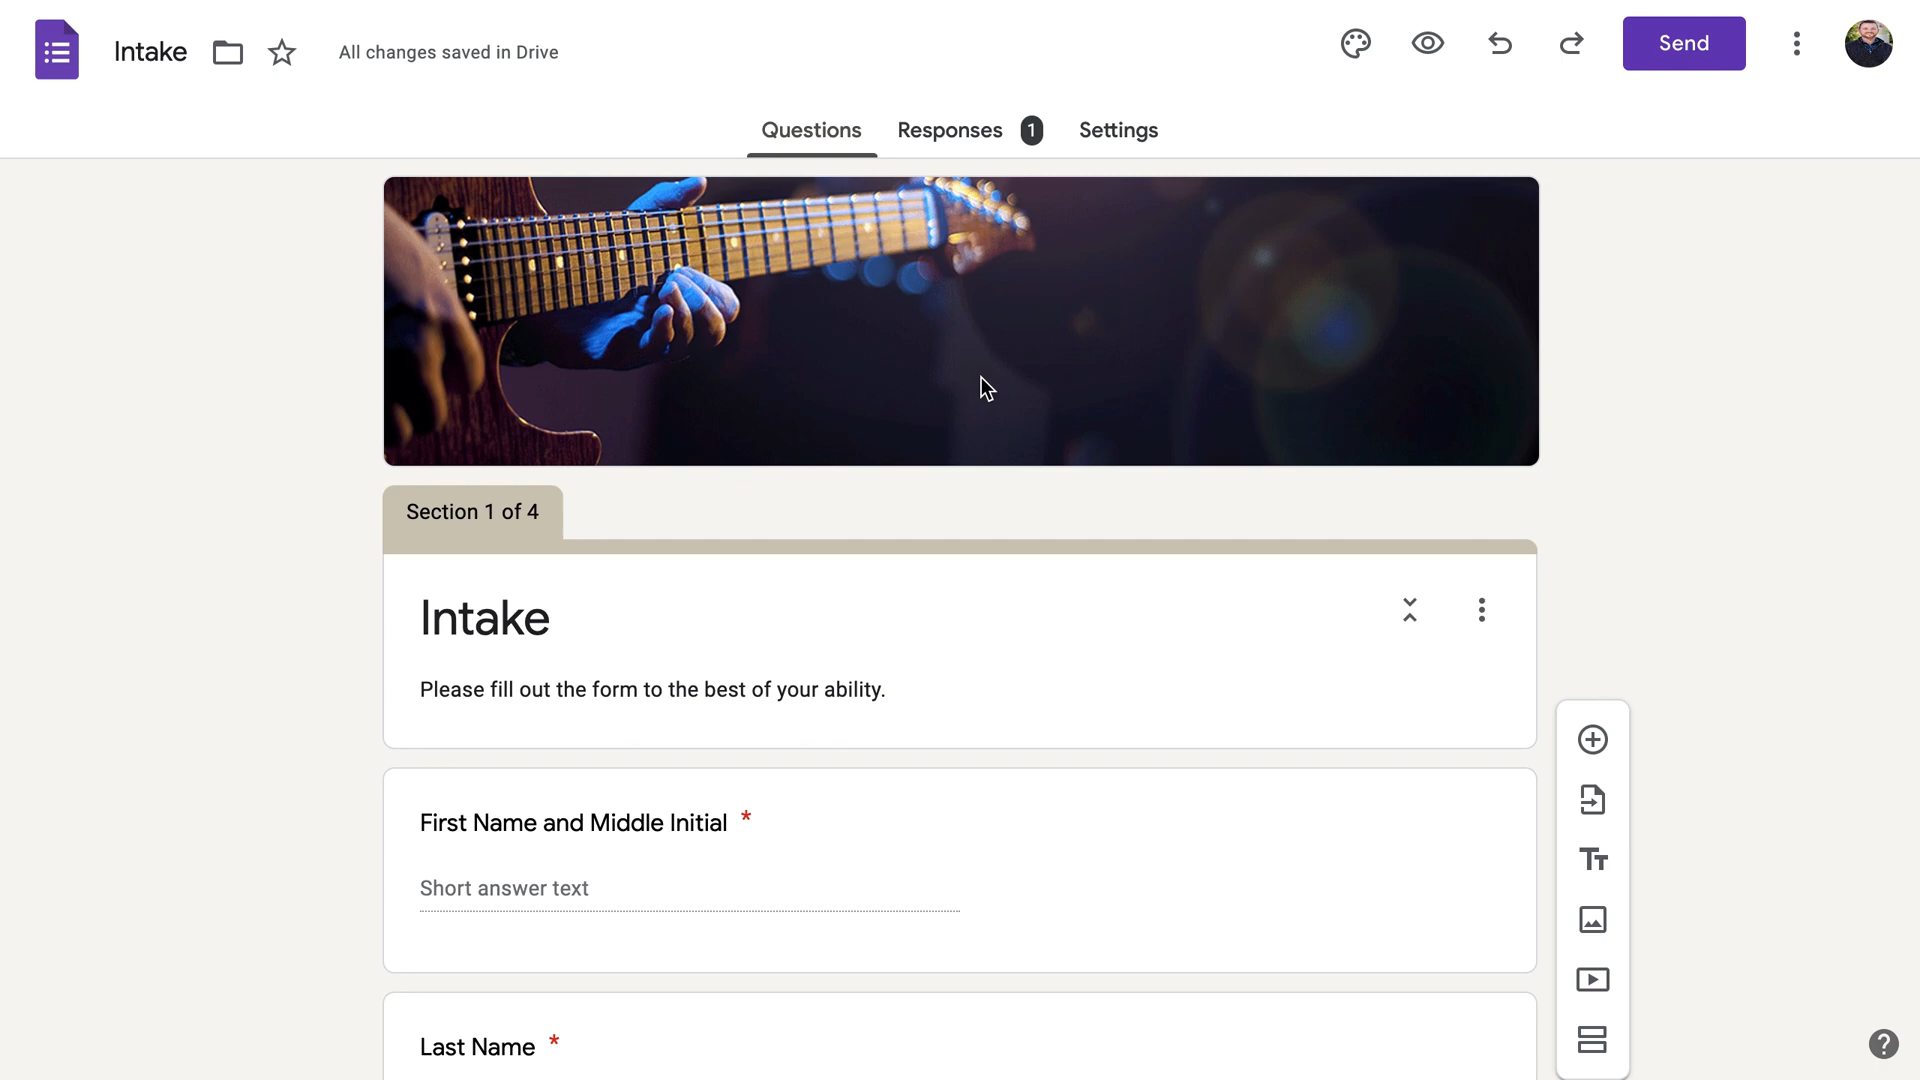 Intake
All changes saved in Drive
Send
Questions
Responses 1
Settings
Section 1 of 4
Intake
Please fill out the form to the best of your ability.
First Name and Middle Initial *
Short answer text
Last Name *